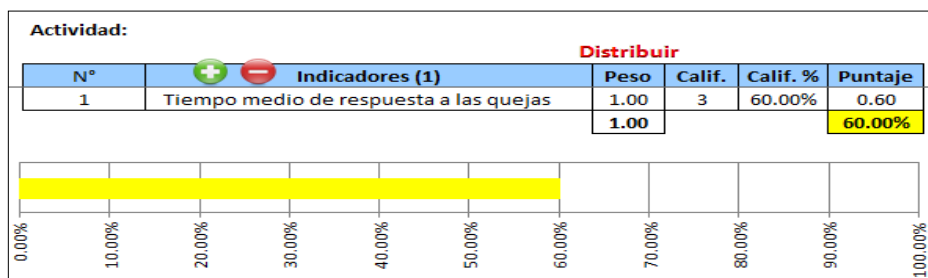 Actividad:
Distribuir
N° Indicadores (1) Peso Calif. Calif. % Puntaje
1 Tiempo medio de respuesta a las quejas 1.00 3 60.00% 0.60
1.00 60.00%
0.00% 10.00% 20.00% 30.00% 40.00% 50.00% 60.00% 70.00% 80.00% 90.00% 100.00%